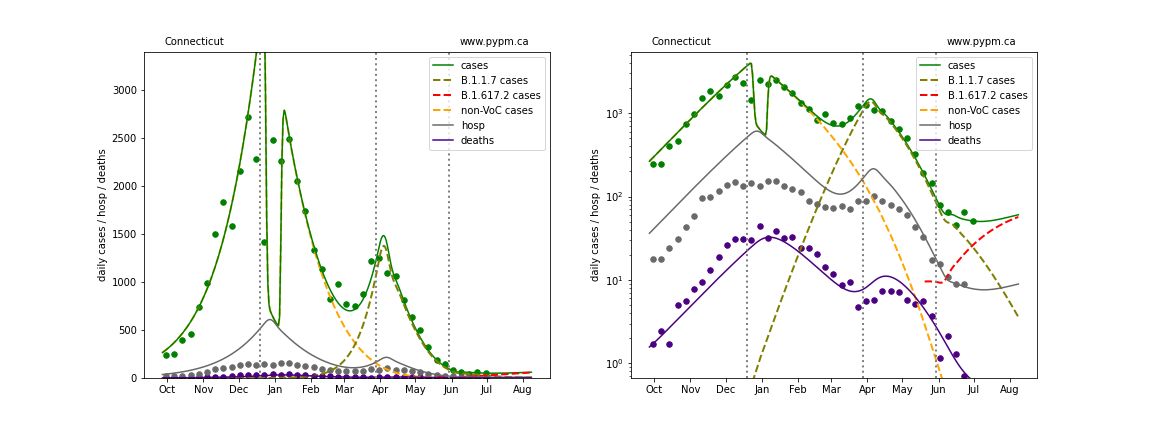 Connecticut www.pypm.ca
cases
B.1.1.7 cases
B.1.617.2 cases
non-VoC cases
hosp
deaths
daily cases / hosp / deaths
3000
2500
2000
1500
1000
500
0
Oct Nov Dec Jan Feb Mar Apr May Jun Jul Aug
Connecticut www.pypm.ca
cases
B.1.1.7 cases
B.1.617.2 cases
non-VoC cases
hosp
deaths
daily cases / hosp / deaths
10³
10²
10¹
10⁰
Oct Nov Dec Jan Feb Mar Apr May Jun Jul Aug